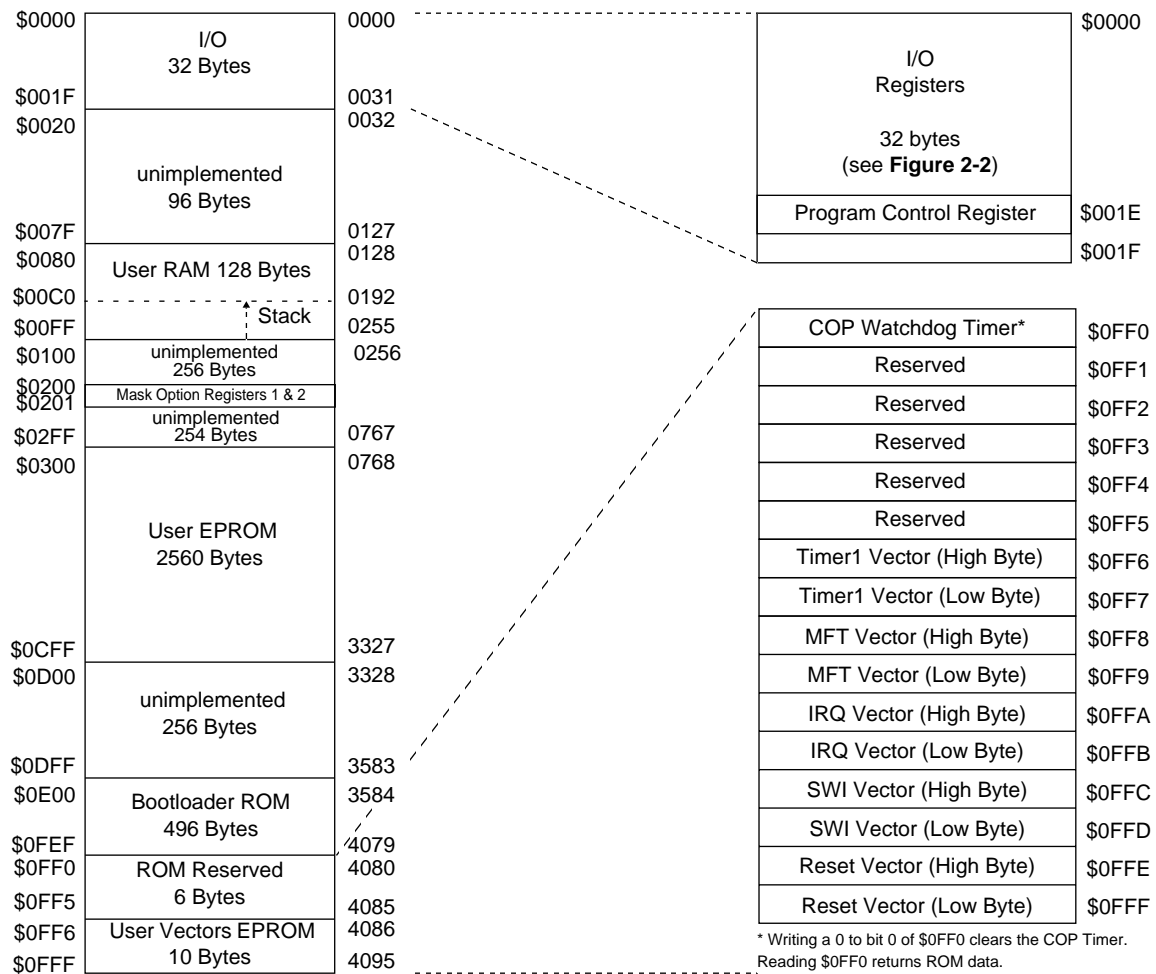 $0000
0000
I/O
32 Bytes
$001F
0031
$0020
0032
unimplemented
96 Bytes
$007F
0127
$0080
0128
User RAM 128 Bytes
$00C0
0192
Stack
$00FF
0255
$0100
unimplemented
256 Bytes
0256
$0200
$0201
Mask Option Registers 1 & 2
unimplemented
254 Bytes
$02FF
0767
$0300
0768
User EPROM
2560 Bytes
$0CFF
3327
$0D00
3328
unimplemented
256 Bytes
$0DFF
3583
$0E00
3584
Bootloader ROM
496 Bytes
$0FEF
4079
$0FF0
4080
ROM Reserved
6 Bytes
$0FF5
4085
$0FF6
4086
User Vectors EPROM
10 Bytes
$0FFF
4095
$0000
I/O
Registers
32 bytes
(see Figure 2-2)
Program Control Register $001E
$001F
COP Watchdog Timer* $0FF0
Reserved $0FF1
Reserved $0FF2
Reserved $0FF3
Reserved $0FF4
Reserved $0FF5
Timer1 Vector (High Byte) $0FF6
Timer1 Vector (Low Byte) $0FF7
MFT Vector (High Byte) $0FF8
MFT Vector (Low Byte) $0FF9
IRQ Vector (High Byte) $0FFA
IRQ Vector (Low Byte) $0FFB
SWI Vector (High Byte) $0FFC
SWI Vector (Low Byte) $0FFD
Reset Vector (High Byte) $0FFE
Reset Vector (Low Byte) $0FFF
* Writing a 0 to bit 0 of $0FF0 clears the COP Timer.
Reading $0FF0 returns ROM data.